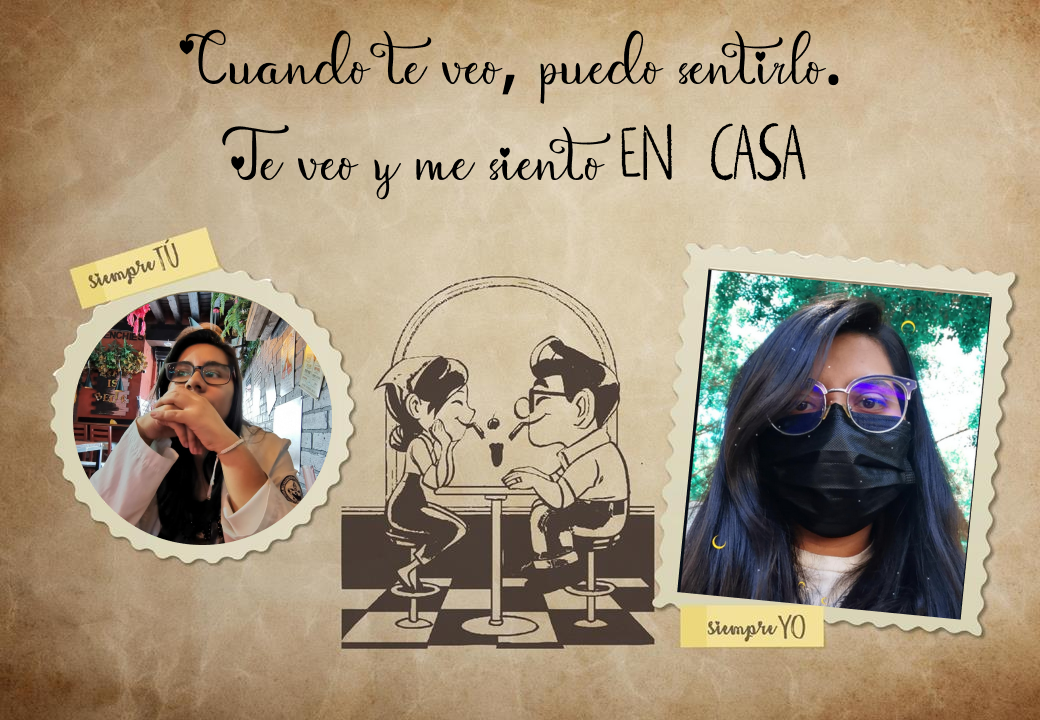 Cuando te veo, puedo sentirlo.
Te veo y me siento EN CASA
siempre TÚ
siempre YO